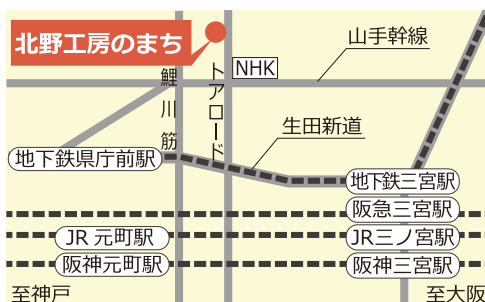 北野工房のまち
山手幹線
NHK
トアロード
鯉川筋
生田新道
地下鉄県庁前駅
地下鉄三宮駅
阪急三宮駅
JR 元町駅
JR三ノ宮駅
阪神元町駅
阪神三宮駅
至神戸
至大阪